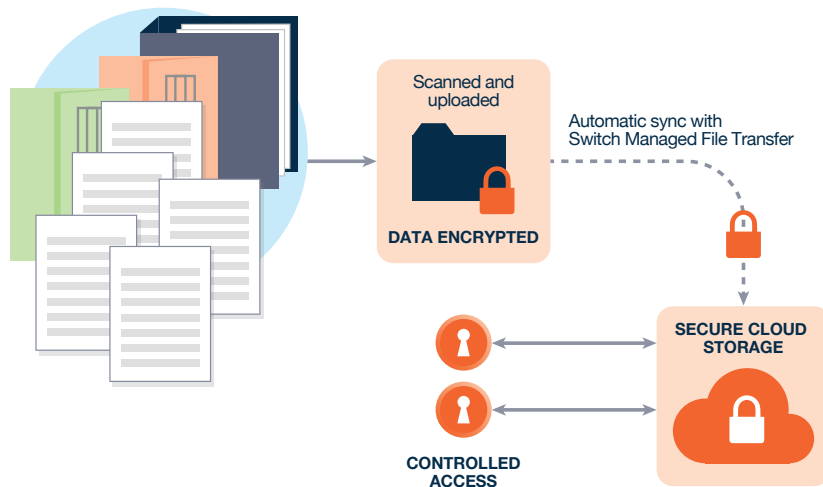 Scanned and
uploaded
DATA ENCRYPTED
Automatic sync with
Switch Managed File Transfer
SECURE CLOUD
STORAGE
CONTROLLED
ACCESS